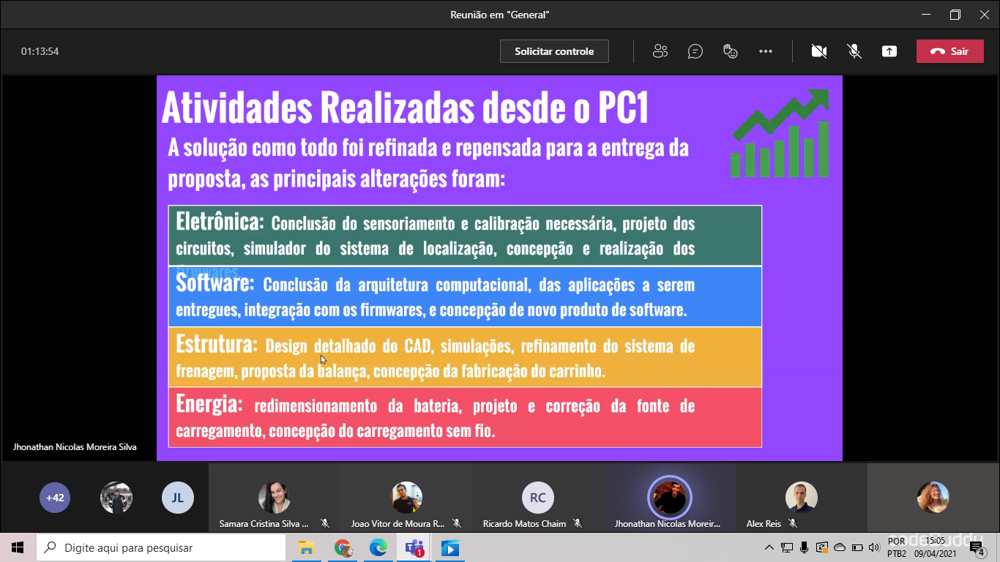 Reunião em "General"
01:13:54
Solicitar controle
Sair
Atividades Realizadas desde o PC1
A solução como todo foi refinada e repensada para a entrega da
proposta, as principais alterações foram:
Eletrônica: Conclusão do sensoriamento e calibração necessária, projeto dos
circuitos, simulador do sistema de localização, concepção e realização dos
firmwares.
Software: Conclusão da arquitetura computacional, das aplicações a serem
entregues, integração com os firmwares, e concepção de novo produto de software.
Estrutura: Design detalhado do CAD, simulações, refinamento do sistema de
frenagem, proposta da balança, concepção da fabricação do carrinho.
Energia: redimensionamento da bateria, projeto e correção da fonte de
carregamento, concepção do carregamento sem fio.
Jhonathan Nicolas Moreira Silva
+42
JL
RC
Samara Cristina Silva ...
Joao Vitor de Moura R...
Ricardo Matos Chaim
Jhonathan Nicolas Moreir...
Alex Reis
Digite aqui para pesquisar
1
POR
PTB2
15:05
09/04/2021
4